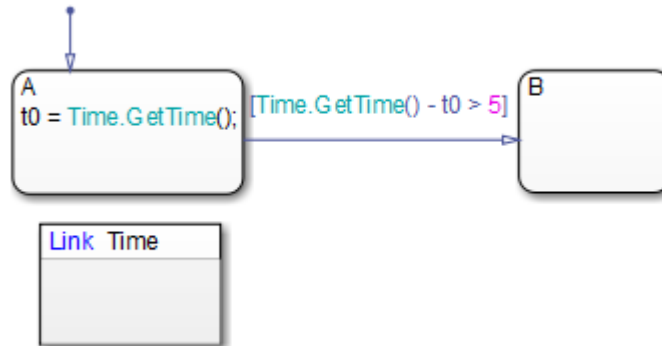 A
t0 = Time.GetTime();
[Time.GetTime() - t0 > 5]
B
Link Time